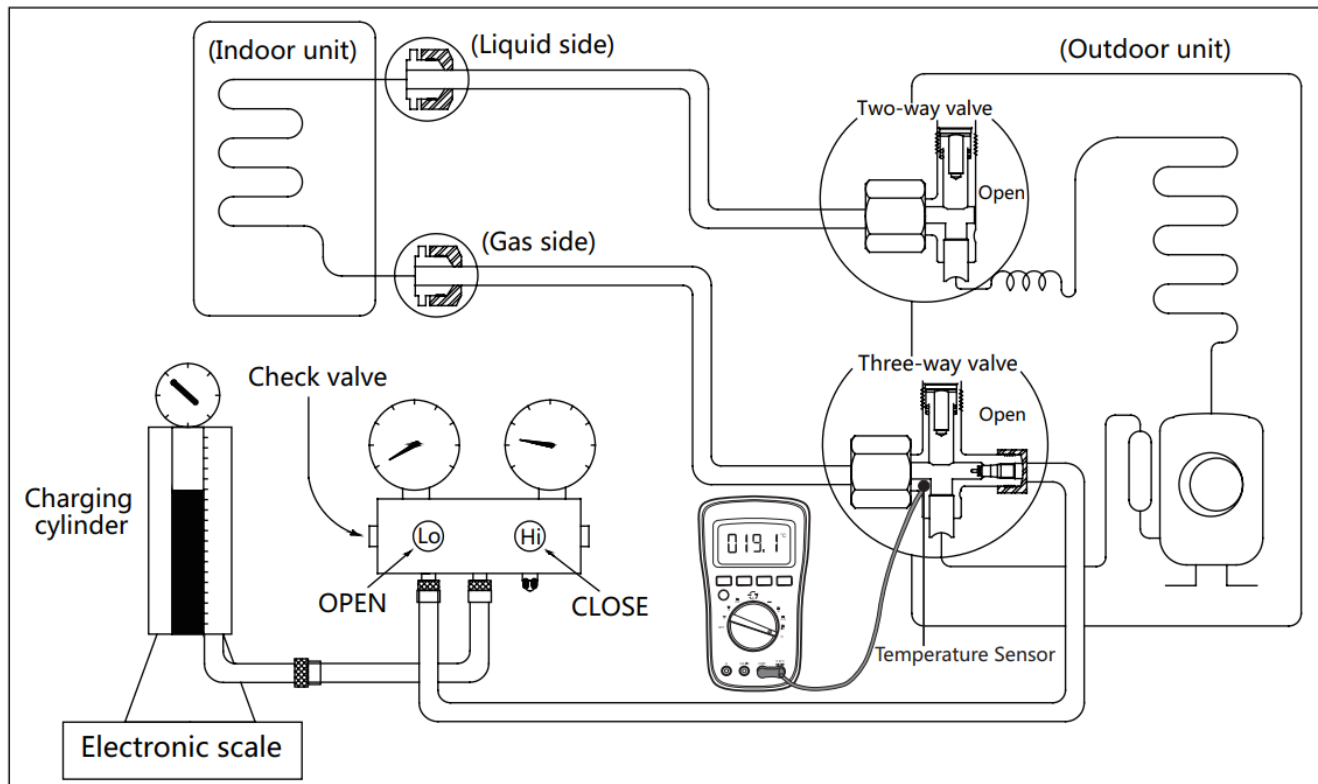 (Indoor unit)
(Liquid side)
(Outdoor unit)
Two-way valve
Open
(Gas side)
Three-way valve
Open
Check valve
Charging
cylinder
Lo
Hi
OPEN
CLOSE
019.1 °C
Temperature Sensor
Electronic scale